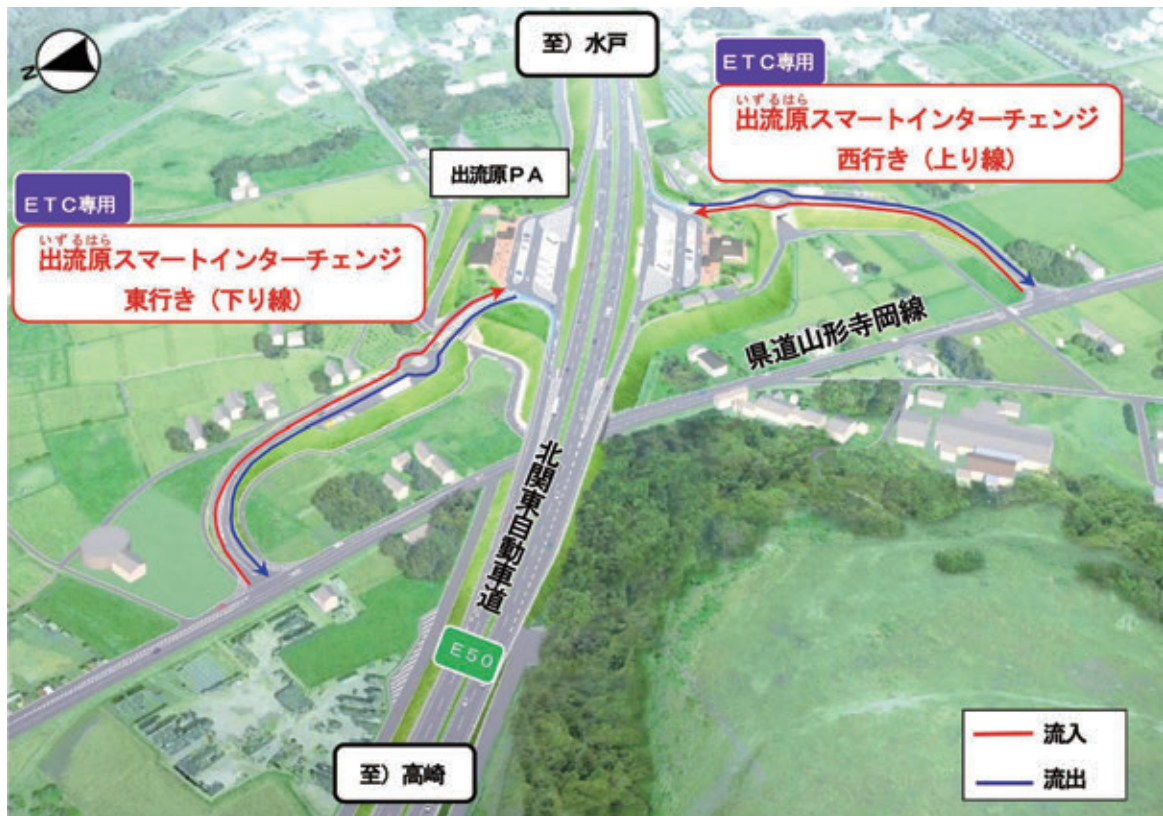 至）水戸
ETC専用
いずるはら
出流原スマートインターチェンジ
西行き（上り線）
出流原PA
ETC専用
いずるはら
出流原スマートインターチェンジ
東行き（下り線）
県道山形寺岡線
北関東自動車道
E50
至）高崎
流入
流出
N